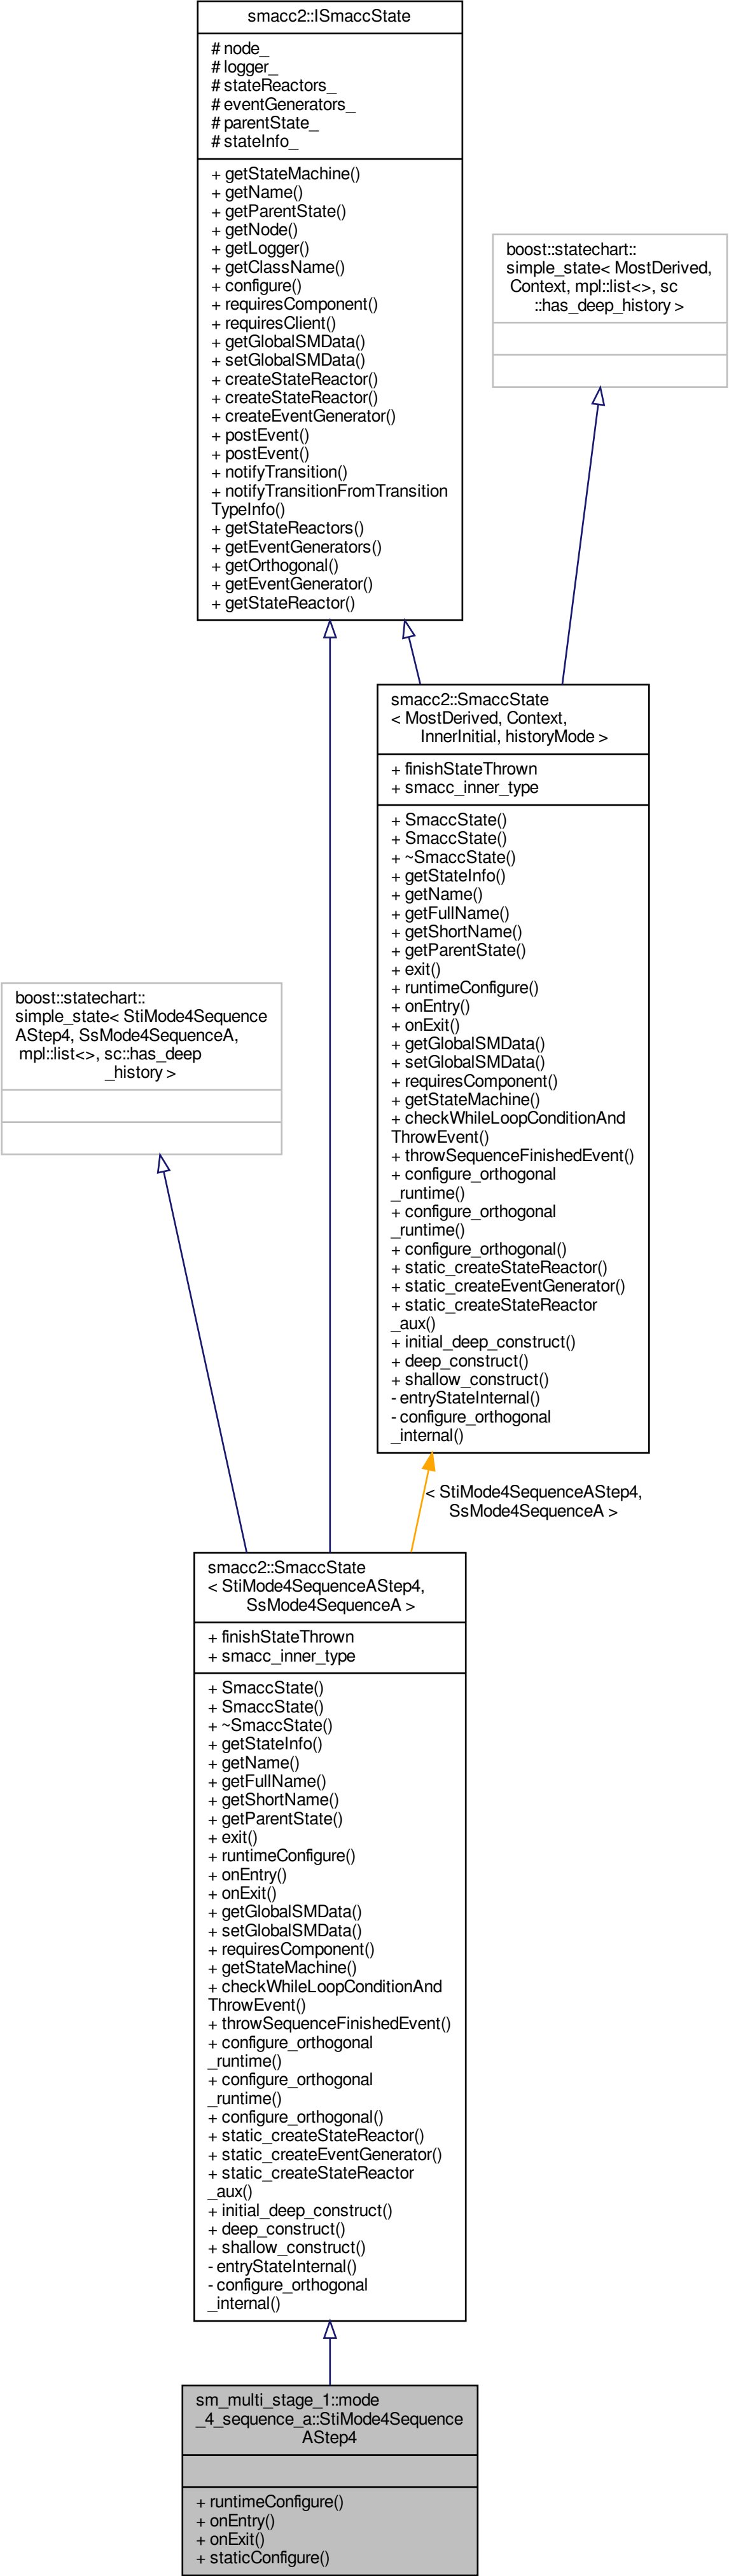 smacc2::ISmaccState
# node_
# logger_
# stateReactors_
# eventGenerators_
# parentState_
# stateInfo_
+ getStateMachine()
+ getName()
+ getParentState()
+ getNode()
+ getLogger()
+ getClassName()
+ configure()
+ requiresComponent()
+ requiresClient()
+ getGlobalSMData()
+ setGlobalSMData()
+ createStateReactor()
+ createStateReactor()
+ createEventGenerator()
+ postEvent()
+ postEvent()
+ notifyTransition()
+ notifyTransitionFromTransition
TypeInfo()
+ getStateReactors()
+ getEventGenerators()
+ getOrthogonal()
+ getEventGenerator()
+ getStateReactor()
boost::statechart::
simple_state< MostDerived,
Context, mpl::list<>, sc
::has_deep_history >
smacc2::SmaccState
< MostDerived, Context,
InnerInitial, historyMode >
+ finishStateThrown
+ smacc_inner_type
+ SmaccState()
+ SmaccState()
+ ~SmaccState()
+ getStateInfo()
+ getName()
+ getFullName()
+ getShortName()
+ getParentState()
+ exit()
+ runtimeConfigure()
+ onEntry()
+ onExit()
+ getGlobalSMData()
+ setGlobalSMData()
+ requiresComponent()
+ getStateMachine()
+ checkWhileLoopConditionAnd
ThrowEvent()
+ throwSequenceFinishedEvent()
+ configure_orthogonal
_runtime()
+ configure_orthogonal
_runtime()
+ configure_orthogonal()
+ static_createStateReactor()
+ static_createEventGenerator()
+ static_createStateReactor
_aux()
+ initial_deep_construct()
+ deep_construct()
+ shallow_construct()
- entryStateInternal()
- configure_orthogonal
_internal()
boost::statechart::
simple_state< StiMode4Sequence
AStep4, SsMode4SequenceA,
mpl::list<>, sc::has_deep
_history >
< StiMode4SequenceAStep4,
SsMode4SequenceA >
smacc2::SmaccState
< StiMode4SequenceAStep4,
SsMode4SequenceA >
+ finishStateThrown
+ smacc_inner_type
+ SmaccState()
+ SmaccState()
+ ~SmaccState()
+ getStateInfo()
+ getName()
+ getFullName()
+ getShortName()
+ getParentState()
+ exit()
+ runtimeConfigure()
+ onEntry()
+ onExit()
+ getGlobalSMData()
+ setGlobalSMData()
+ requiresComponent()
+ getStateMachine()
+ checkWhileLoopConditionAnd
ThrowEvent()
+ throwSequenceFinishedEvent()
+ configure_orthogonal
_runtime()
+ configure_orthogonal
_runtime()
+ configure_orthogonal()
+ static_createStateReactor()
+ static_createEventGenerator()
+ static_createStateReactor
_aux()
+ initial_deep_construct()
+ deep_construct()
+ shallow_construct()
- entryStateInternal()
- configure_orthogonal
_internal()
sm_multi_stage_1::mode
_4_sequence_a::StiMode4Sequence
AStep4
+ runtimeConfigure()
+ onEntry()
+ onExit()
+ staticConfigure()